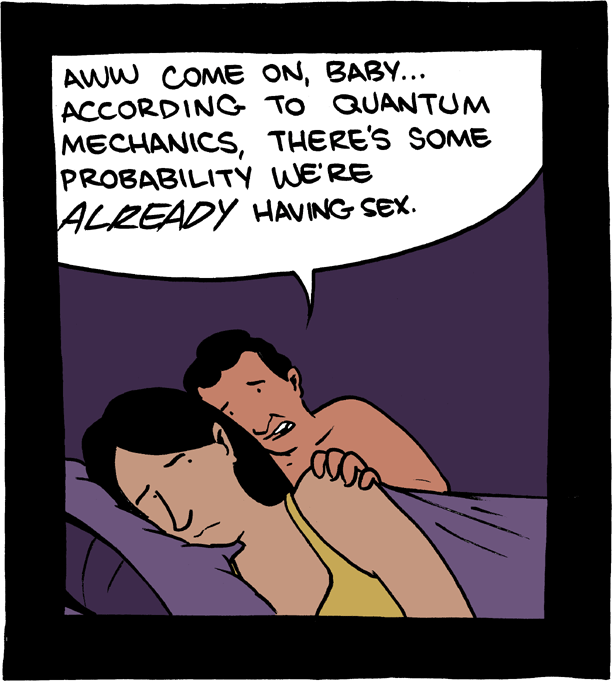 AWW COME ON, BABY...
ACCORDING TO QUANTUM
MECHANICS, THERE'S SOME
PROBABILITY WE'RE
ALREADY HAVING SEX.